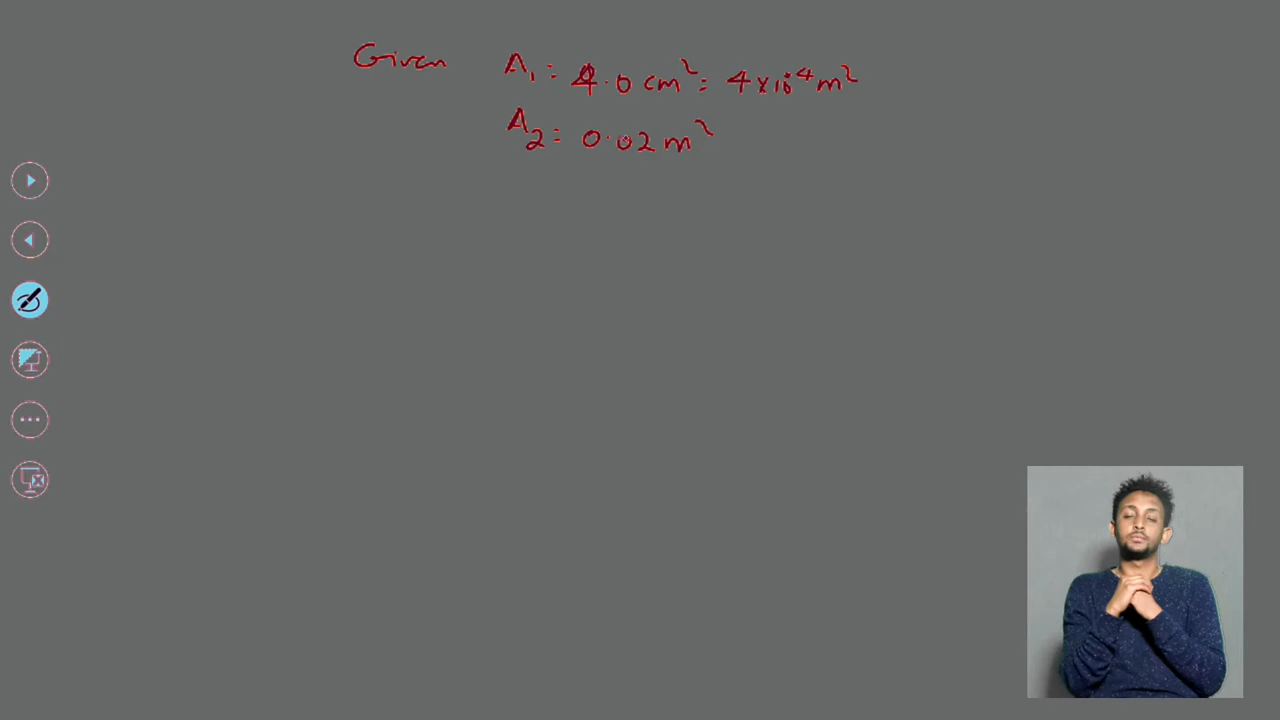 Given A₁ = 4.0 cm² = 4×10⁻⁴ m²
A₂ = 0.02 m²